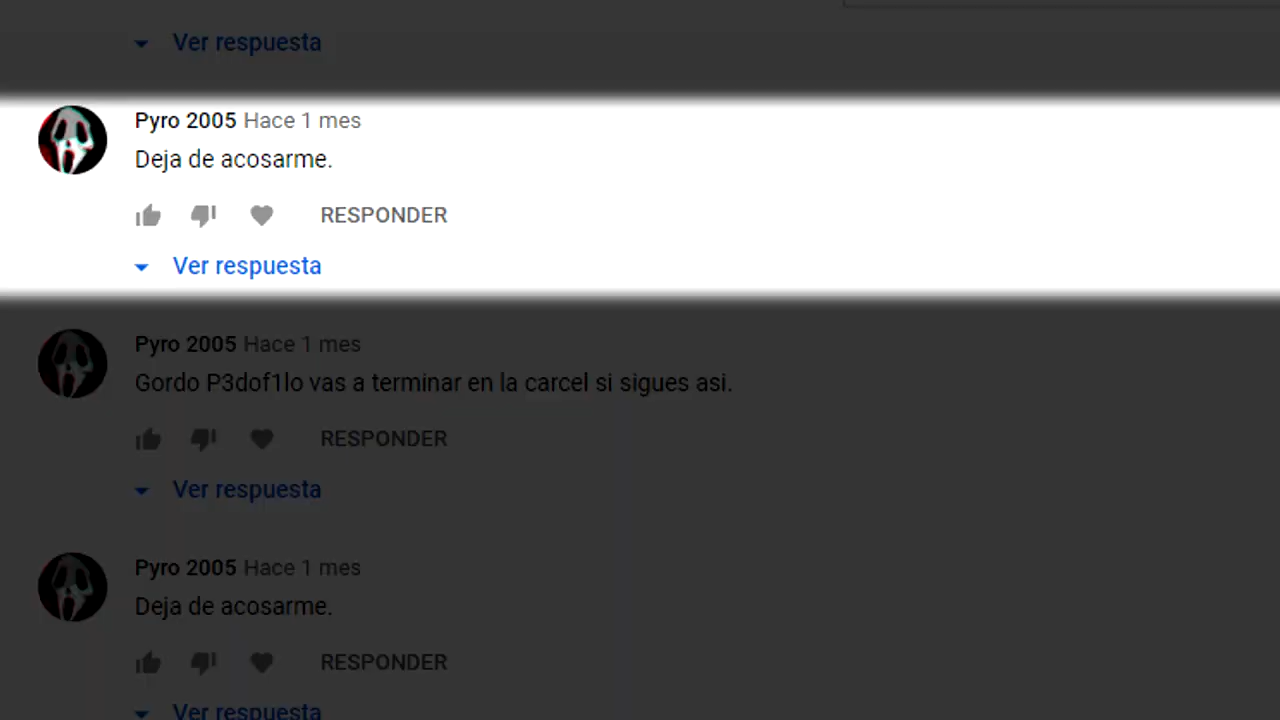 Ver respuesta
Pyro 2005 Hace 1 mes
Deja de acosarme.
RESPONDER
Ver respuesta
Pyro 2005 Hace 1 mes
Gordo P3dof1lo vas a terminar en la carcel si sigues asi.
RESPONDER
Ver respuesta
Pyro 2005 Hace 1 mes
Deja de acosarme.
RESPONDER
Ver respuesta